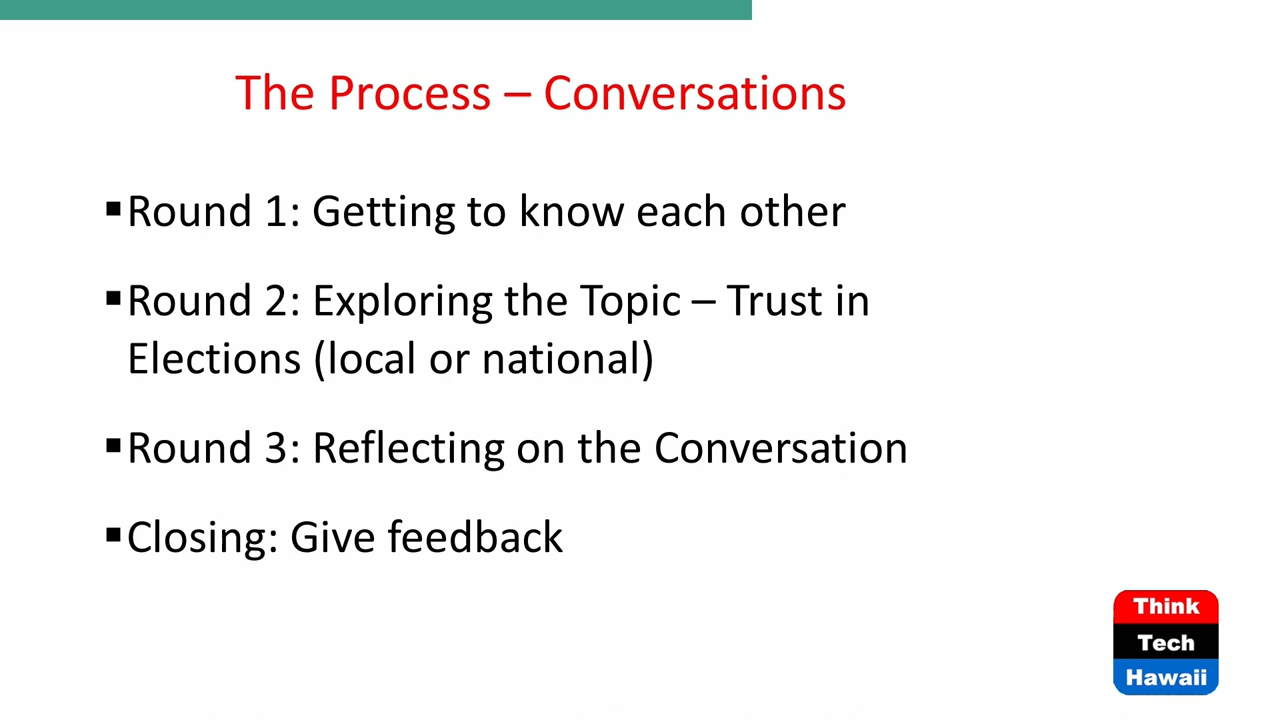 The Process – Conversations
▪Round 1: Getting to know each other
▪Round 2: Exploring the Topic – Trust in
Elections (local or national)
▪Round 3: Reflecting on the Conversation
▪Closing: Give feedback
Think
Tech
Hawaii